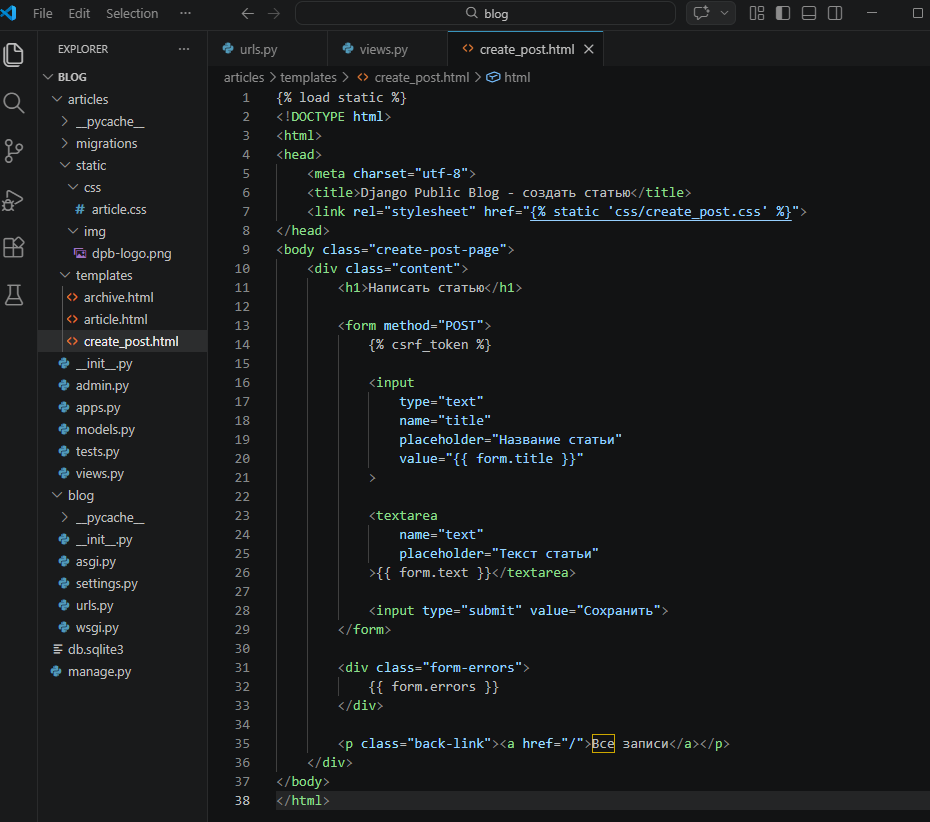 File Edit Selection ··· blog
EXPLORER ···
BLOG
articles
__pycache__
migrations
static
css
# article.css
img
dpb-logo.png
templates
archive.html
article.html
create_post.html
__init__.py
admin.py
apps.py
models.py
tests.py
views.py
blog
__pycache__
__init__.py
asgi.py
settings.py
urls.py
wsgi.py
db.sqlite3
manage.py
urls.py views.py create_post.html
articles > templates > create_post.html > html
1 {% load static %}
2 <!DOCTYPE html>
3 <html>
4 <head>
5 <meta charset="utf-8">
6 <title>Django Public Blog - создать статью</title>
7 <link rel="stylesheet" href="{% static 'css/create_post.css' %}">
8 </head>
9 <body class="create-post-page">
10 <div class="content">
11 <h1>Написать статью</h1>
12
13 <form method="POST">
14 {% csrf_token %}
15
16 <input
17 type="text"
18 name="title"
19 placeholder="Название статьи"
20 value="{{ form.title }}"
21 >
22
23 <textarea
24 name="text"
25 placeholder="Текст статьи"
26 >{{ form.text }}</textarea>
27
28 <input type="submit" value="Сохранить">
29 </form>
30
31 <div class="form-errors">
32 {{ form.errors }}
33 </div>
34
35 <p class="back-link"><a href="/">Все записи</a></p>
36 </div>
37 </body>
38 </html>